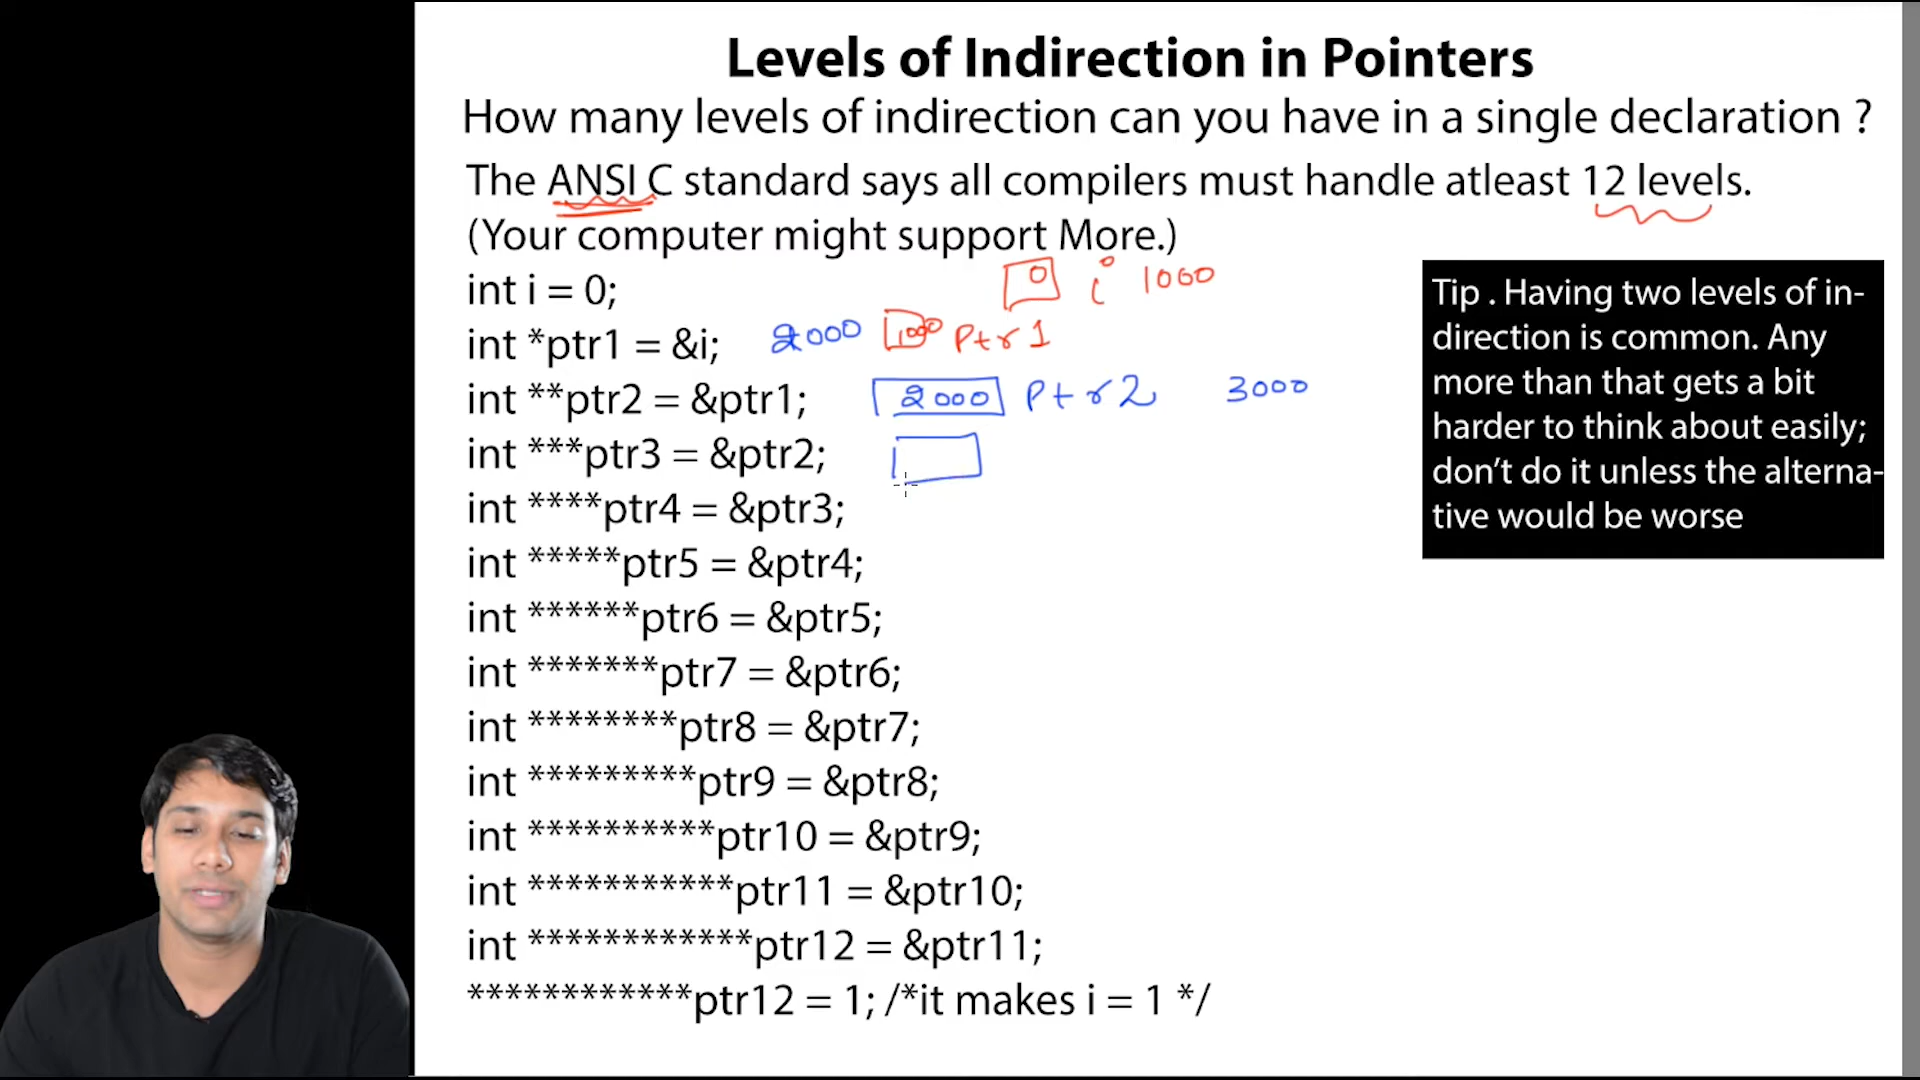 Levels of Indirection in Pointers
How many levels of indirection can you have in a single declaration ?
The ANSI C standard says all compilers must handle atleast 12 levels.
(Your computer might support More.)
int i = 0; 0 i 1000
int *ptr1 = &i; 2000 1000 Ptr1
int **ptr2 = &ptr1; 2000 Ptr2 3000
int ***ptr3 = &ptr2;
int ****ptr4 = &ptr3;
int *****ptr5 = &ptr4;
int ******ptr6 = &ptr5;
int *******ptr7 = &ptr6;
int ********ptr8 = &ptr7;
int *********ptr9 = &ptr8;
int **********ptr10 = &ptr9;
int ***********ptr11 = &ptr10;
int ************ptr12 = &ptr11;
************ptr12 = 1; /*it makes i = 1 */
Tip . Having two levels of in-
direction is common. Any
more than that gets a bit
harder to think about easily;
don't do it unless the alterna-
tive would be worse